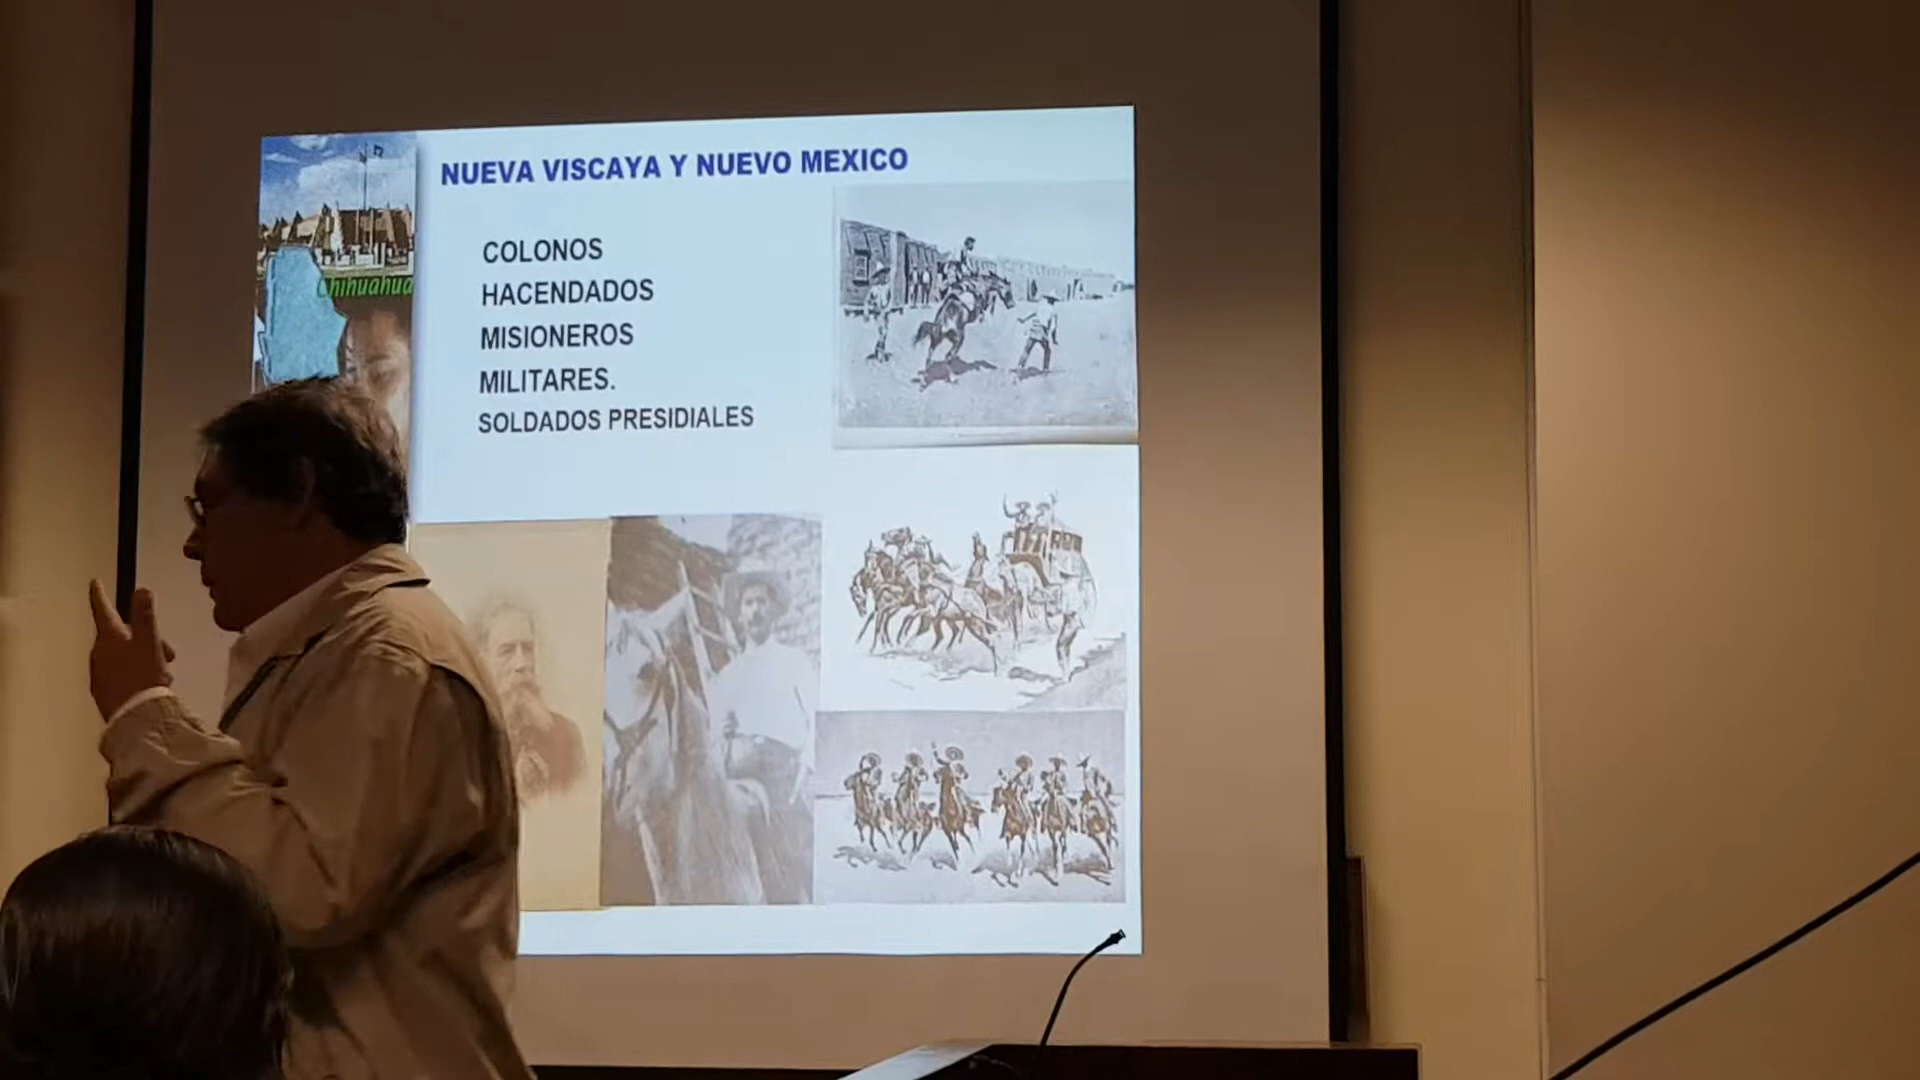 NUEVA VISCAYA Y NUEVO MEXICO
COLONOS
HACENDADOS
MISIONEROS
MILITARES.
SOLDADOS PRESIDIALES
Chihuahua